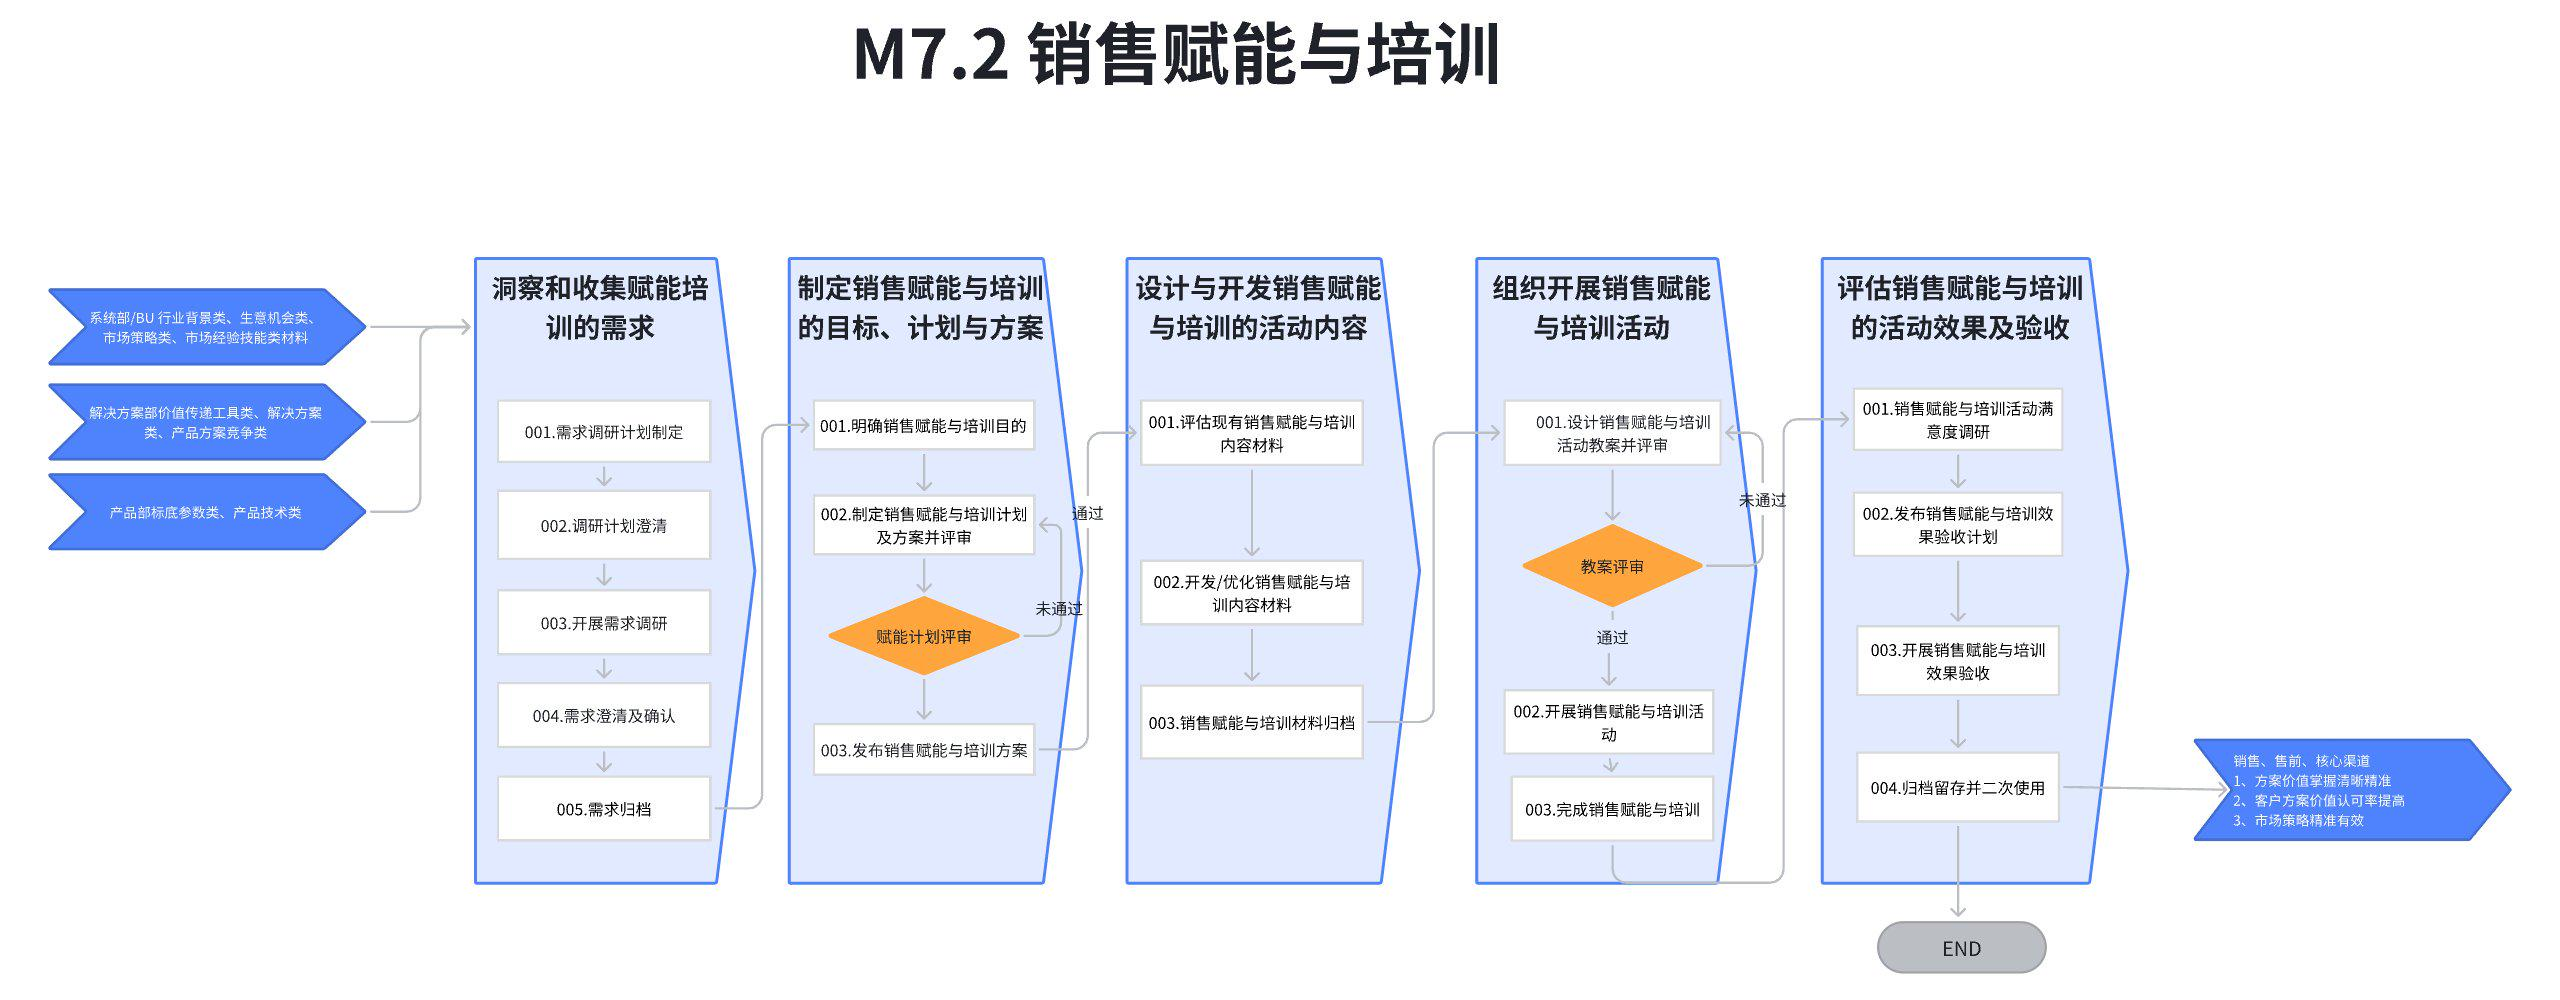 M7.2 销售赋能与培训
系统部/BU 行业背景类、生意机会类、
市场策略类、市场经验技能类材料
解决方案部价值传递工具类、解决方案
类、产品方案竞争类
产品部标底参数类、产品技术类
洞察和收集赋能培
训的需求
001.需求调研计划制定
002.调研计划澄清
003.开展需求调研
004.需求澄清及确认
005.需求归档
制定销售赋能与培训
的目标、计划与方案
001.明确销售赋能与培训目的
002.制定销售赋能与培训计划
及方案并评审
未通过
赋能计划评审
003.发布销售赋能与培训方案
通过
设计与开发销售赋能
与培训的活动内容
001.评估现有销售赋能与培训
内容材料
002.开发/优化销售赋能与培
训内容材料
003.销售赋能与培训材料归档
组织开展销售赋能
与培训活动
001.设计销售赋能与培训
活动教案并评审
未通过
教案评审
通过
002.开展销售赋能与培训活
动
003.完成销售赋能与培训
评估销售赋能与培训
的活动效果及验收
001.销售赋能与培训活动满
意度调研
002.发布销售赋能与培训效
果验收计划
003.开展销售赋能与培训
效果验收
004.归档留存并二次使用
END
销售、售前、核心渠道
1、方案价值掌握清晰精准
2、客户方案价值认可率提高
3、市场策略精准有效